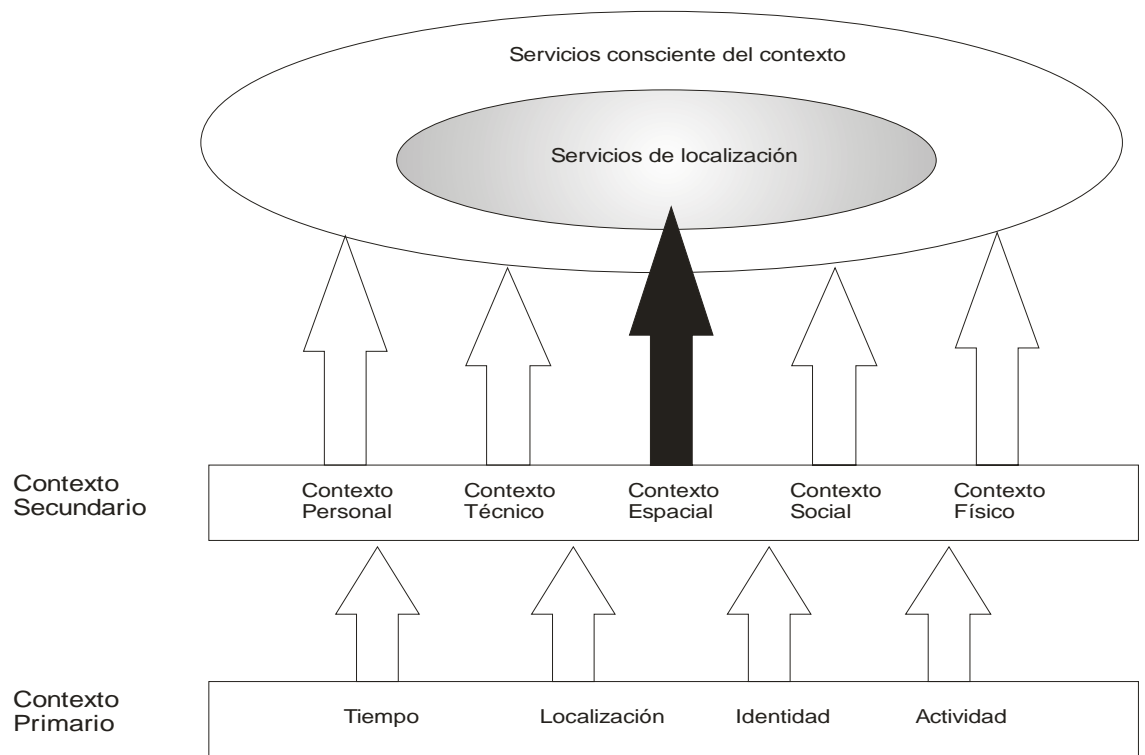 Servicios consciente del contexto
Servicios de localización
Contexto
Secundario
Contexto
Personal
Contexto
Técnico
Contexto
Espacial
Contexto
Social
Contexto
Físico
Contexto
Primario
Tiempo
Localización
Identidad
Actividad